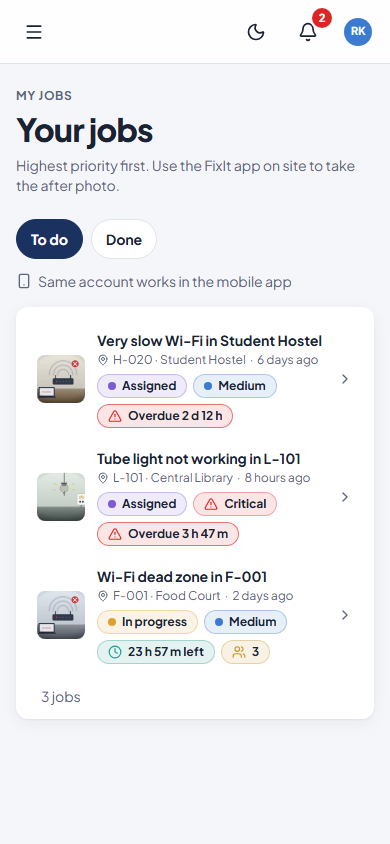 2
RK
MY JOBS
Your jobs
Highest priority first. Use the FixIt app on site to take
the after photo.
To do
Done
Same account works in the mobile app
Very slow Wi-Fi in Student Hostel
H-020 · Student Hostel · 6 days ago
Assigned
Medium
Overdue 2 d 12 h
Tube light not working in L-101
L-101 · Central Library · 8 hours ago
Assigned
Critical
Overdue 3 h 47 m
Wi-Fi dead zone in F-001
F-001 · Food Court · 2 days ago
In progress
Medium
23 h 57 m left
3
3 jobs